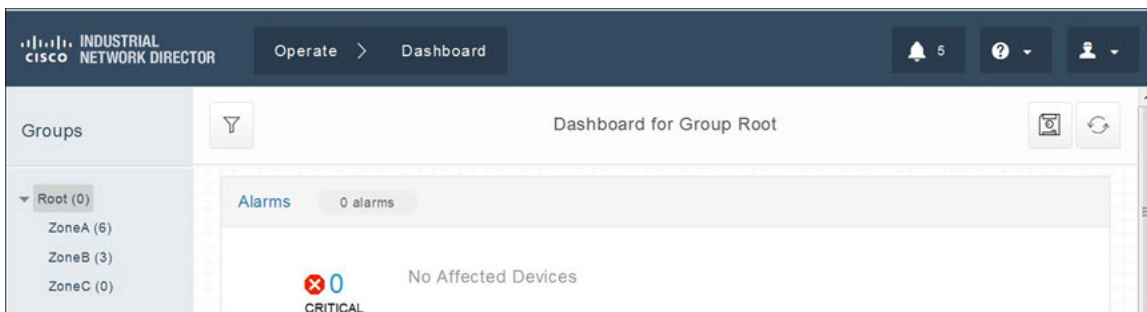 INDUSTRIAL
CISCO NETWORK DIRECTOR
Operate > Dashboard
5
?
Groups
Dashboard for Group Root
Root (0)
Alarms 0 alarms
ZoneA (6)
ZoneB (3)
ZoneC (0)
0 No Affected Devices
CRITICAL